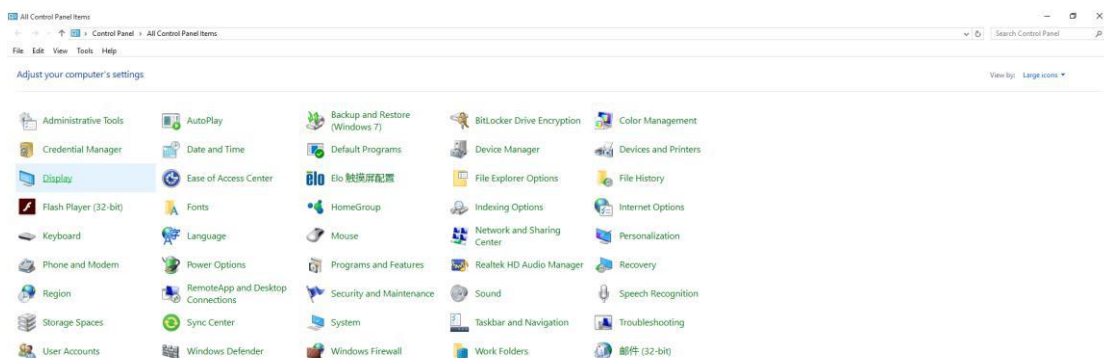 All Control Panel Items
Control Panel > All Control Panel Items
Search Control Panel
File Edit View Tools Help
Adjust your computer's settings
View by: Large icons
Administrative Tools
AutoPlay
Backup and Restore
(Windows 7)
BitLocker Drive Encryption
Color Management
Credential Manager
Date and Time
Default Programs
Device Manager
Devices and Printers
Display
Ease of Access Center
elo Elo 触摸屏配置
File Explorer Options
File History
Flash Player (32-bit)
Fonts
HomeGroup
Indexing Options
Internet Options
Keyboard
Language
Mouse
Network and Sharing
Center
Personalization
Phone and Modem
Power Options
Programs and Features
Realtek HD Audio Manager
Recovery
Region
RemoteApp and Desktop
Connections
Security and Maintenance
Sound
Speech Recognition
Storage Spaces
Sync Center
System
Taskbar and Navigation
Troubleshooting
User Accounts
Windows Defender
Windows Firewall
Work Folders
邮件 (32-bit)